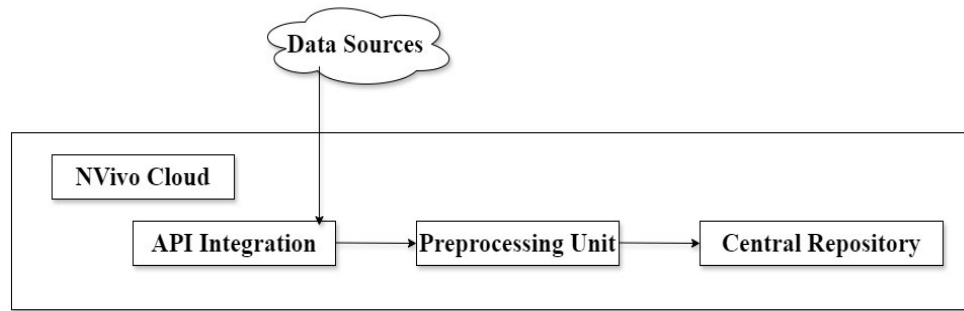 Data Sources
NVivo Cloud
API Integration
Preprocessing Unit
Central Repository